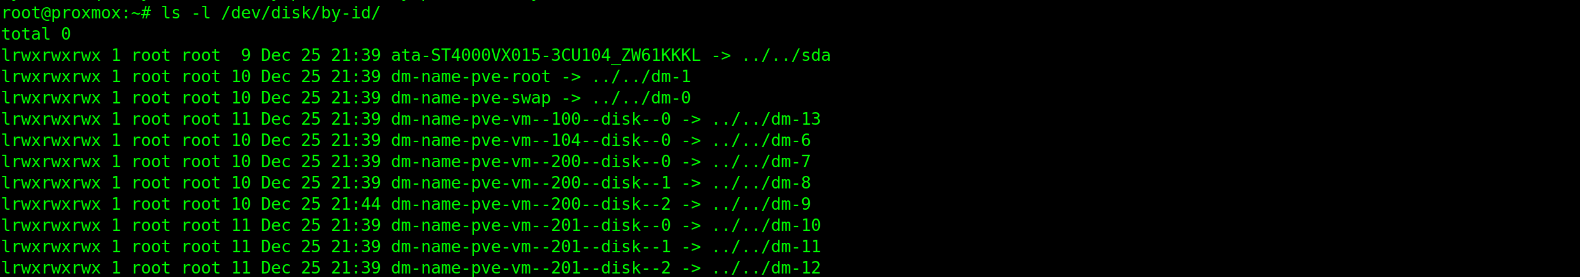 root@proxmox:~# ls -l /dev/disk/by-id/
total 0
lrwxrwxrwx 1 root root  9 Dec 25 21:39 ata-ST4000VX015-3CU104_ZW61KKKL -> ../../sda
lrwxrwxrwx 1 root root 10 Dec 25 21:39 dm-name-pve-root -> ../../dm-1
lrwxrwxrwx 1 root root 10 Dec 25 21:39 dm-name-pve-swap -> ../../dm-0
lrwxrwxrwx 1 root root 11 Dec 25 21:39 dm-name-pve-vm--100--disk--0 -> ../../dm-13
lrwxrwxrwx 1 root root 10 Dec 25 21:39 dm-name-pve-vm--104--disk--0 -> ../../dm-6
lrwxrwxrwx 1 root root 10 Dec 25 21:39 dm-name-pve-vm--200--disk--0 -> ../../dm-7
lrwxrwxrwx 1 root root 10 Dec 25 21:39 dm-name-pve-vm--200--disk--1 -> ../../dm-8
lrwxrwxrwx 1 root root 10 Dec 25 21:44 dm-name-pve-vm--200--disk--2 -> ../../dm-9
lrwxrwxrwx 1 root root 11 Dec 25 21:39 dm-name-pve-vm--201--disk--0 -> ../../dm-10
lrwxrwxrwx 1 root root 11 Dec 25 21:39 dm-name-pve-vm--201--disk--1 -> ../../dm-11
lrwxrwxrwx 1 root root 11 Dec 25 21:39 dm-name-pve-vm--201--disk--2 -> ../../dm-12